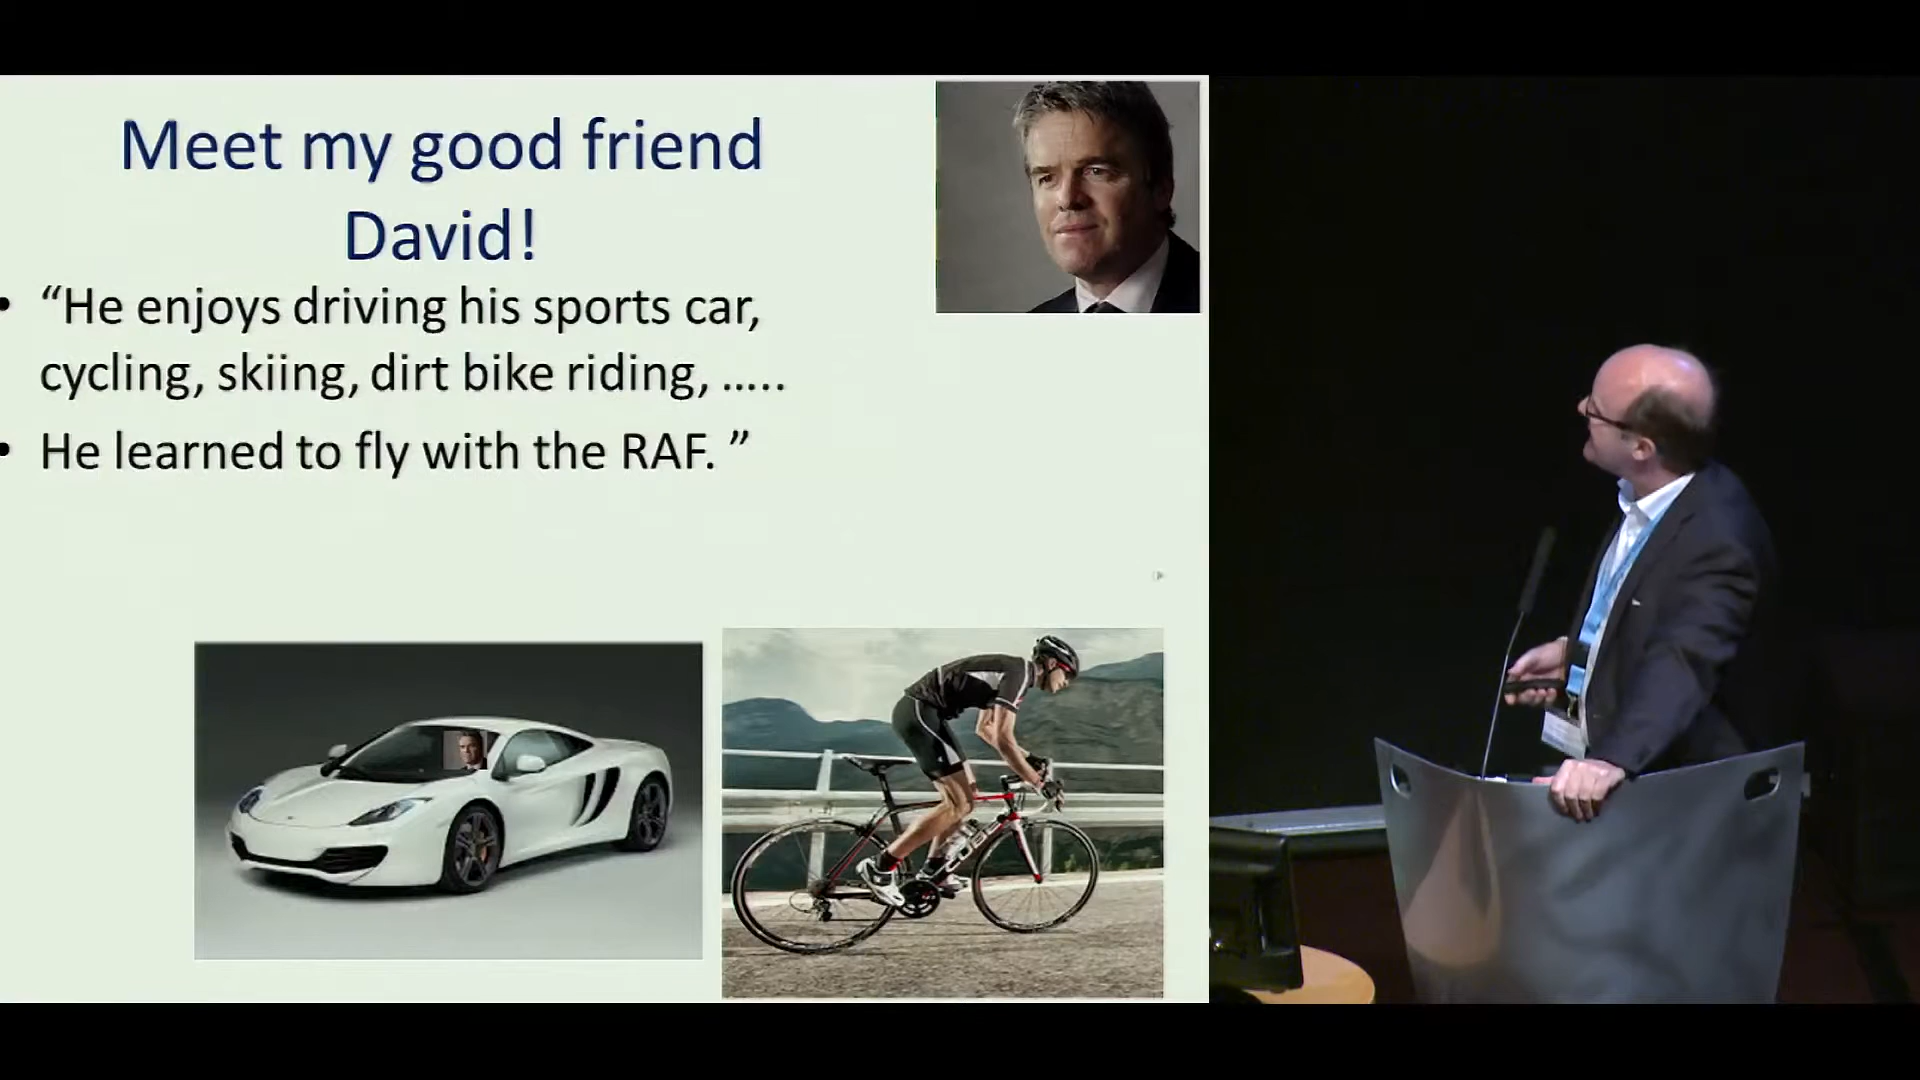 Meet my good friend
David!
• “He enjoys driving his sports car,
cycling, skiing, dirt bike riding, …..
• He learned to fly with the RAF. ”
CUBE